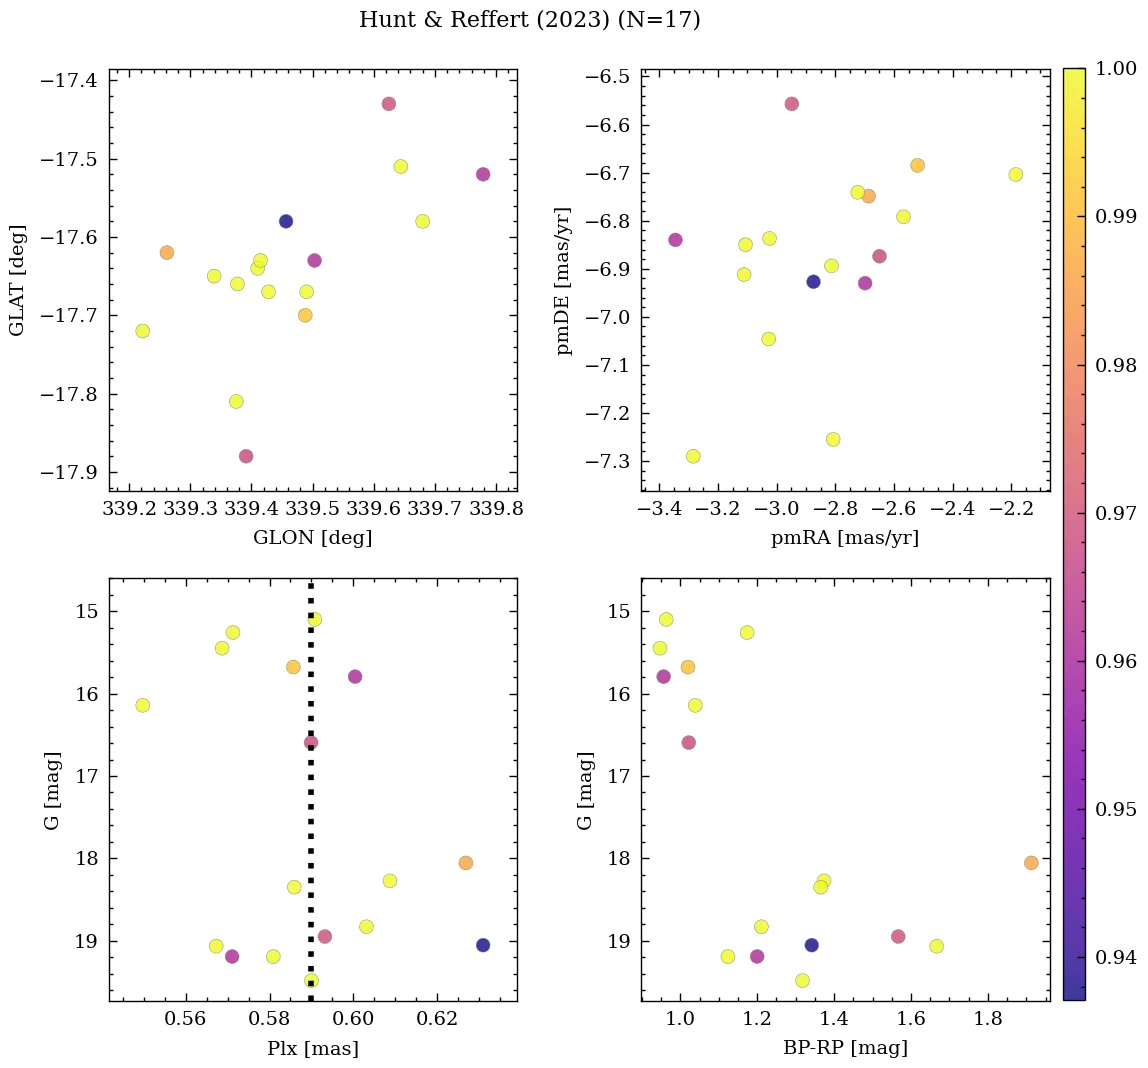 Hunt & Reffert (2023) (N=17)
−17.4
−17.5
−17.6
−17.7
−17.8
−17.9
GLAT [deg]
339.2 339.3 339.4 339.5 339.6 339.7 339.8
GLON [deg]
−6.5
−6.6
−6.7
−6.8
−6.9
−7.0
−7.1
−7.2
−7.3
pmDE [mas/yr]
−3.4 −3.2 −3.0 −2.8 −2.6 −2.4 −2.2
pmRA [mas/yr]
15
16
17
18
19
G [mag]
0.56 0.58 0.60 0.62
Plx [mas]
15
16
17
18
19
G [mag]
1.0 1.2 1.4 1.6 1.8
BP-RP [mag]
1.00
0.99
0.98
0.97
0.96
0.95
0.94